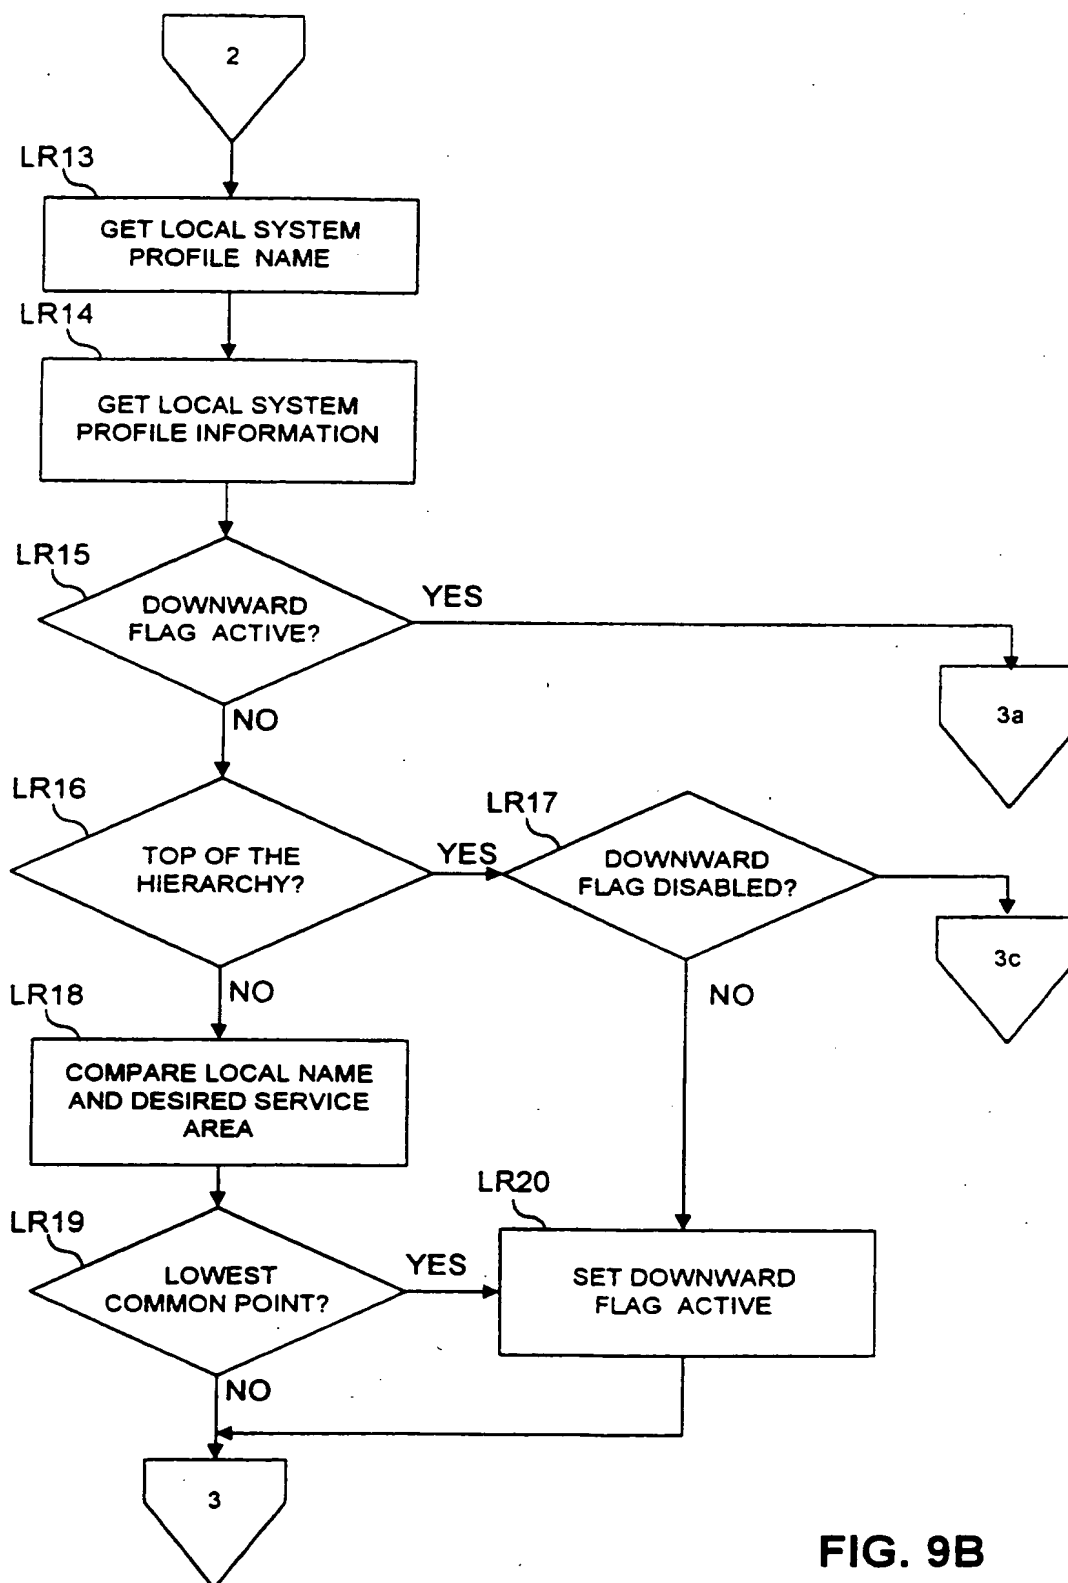 2
LR13
GET LOCAL SYSTEM
PROFILE NAME
LR14
GET LOCAL SYSTEM
PROFILE INFORMATION
LR15
DOWNWARD
FLAG ACTIVE?
YES
3a
NO
LR16
TOP OF THE
HIERARCHY?
YES
LR17
DOWNWARD
FLAG DISABLED?
3c
NO
NO
LR18
COMPARE LOCAL NAME
AND DESIRED SERVICE
AREA
LR19
LOWEST
COMMON POINT?
YES
LR20
SET DOWNWARD
FLAG ACTIVE
NO
3
FIG. 9B